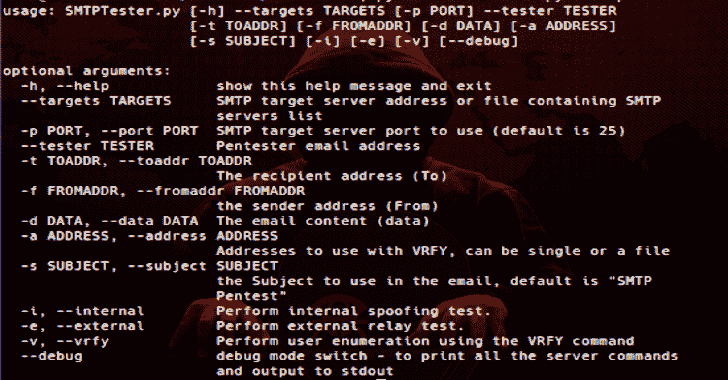 usage: SMTPTester.py [-h] --targets TARGETS [-p PORT] --tester TESTER
[-t TOADDR] [-f FROMADDR] [-d DATA] [-a ADDRESS]
[-s SUBJECT] [-i] [-e] [-v] [--debug]
optional arguments:
-h, --help show this help message and exit
--targets TARGETS SMTP target server address or file containing SMTP
servers list
-p PORT, --port PORT SMTP target server port to use (default is 25)
--tester TESTER Pentester email address
-t TOADDR, --toaddr TOADDR
The recipient address (To)
-f FROMADDR, --fromaddr FROMADDR
the sender address (From)
-d DATA, --data DATA The email content (data)
-a ADDRESS, --address ADDRESS
Addresses to use with VRFY, can be single or a file
-s SUBJECT, --subject SUBJECT
the Subject to use in the email, default is "SMTP
Pentest"
-i, --internal Perform internal spoofing test.
-e, --external Perform external relay test.
-v, --vrfy Perform user enumeration using the VRFY command
--debug debug mode switch - to print all the server commands
and output to stdout